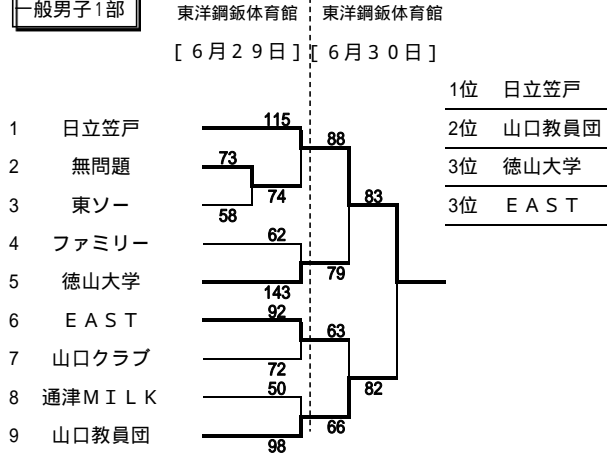 一般男子1部
東洋鋼鈑体育館 東洋鋼鈑体育館
[ 6月29日 ] [ 6月30日 ]
1位 日立笠戸
2位 山口教員団
3位 徳山大学
3位 EAST
1 日立笠戸 115
88
2 無問題 73
74 83
3 東ソー 58
4 ファミリー 62
79
5 徳山大学 143
6 EAST 92
63
7 山口クラブ 72
82
8 通津MILK 50
66
9 山口教員団 98